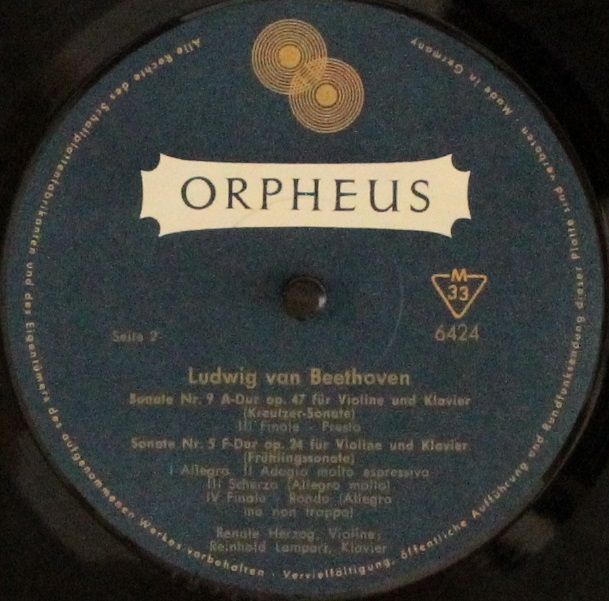 ORPHEUS
M
33
6424
Seite 2
Ludwig van Beethoven
Sonate Nr. 9 A-Dur op. 47 für Violine und Klavier
(Kreutzer-Sonate)
III Finale - Presto
Sonate Nr. 5 F-Dur op. 24 für Violine und Klavier
(Frühlingssonate)
I Allegro II Adagio molto espressivo
III Scherzo (Allegro molto)
IV Finale - Rondo (Allegro
ma non troppo)
Renate Herzog, Violine;
Reinhold Lamparz, Klavier
Alle Rechte des Schallplattenfabrikanten und des Eigentümers des aufgenommenen Werkes vorbehalten · Vervielfältigung, öffentliche Aufführung und Rundfunksendung dieser Platte sind verboten · Made in Germany